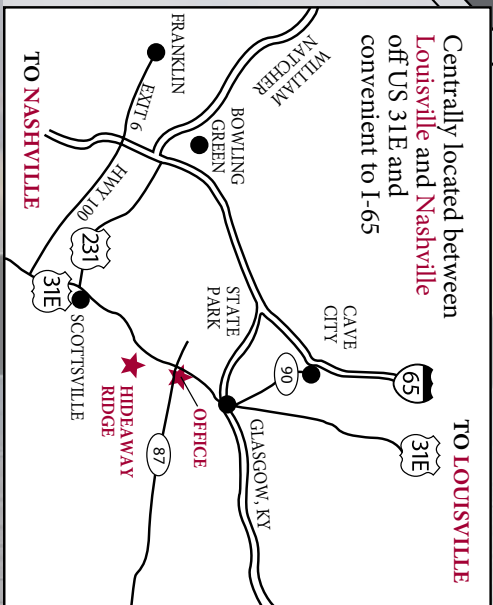 Centrally located between
Louisville and Nashville
off US 31E and
convenient to I-65
TO LOUISVILLE
65
31E
CAVE
CITY
90
WILLIAM
NATCHER
BOWLING
GREEN
STATE
PARK
GLASGOW, KY
FRANKLIN
EXIT 6
HWY 100
231
31E
SCOTTSVILLE
OFFICE
HIDEAWAY
RIDGE
87
TO NASHVILLE